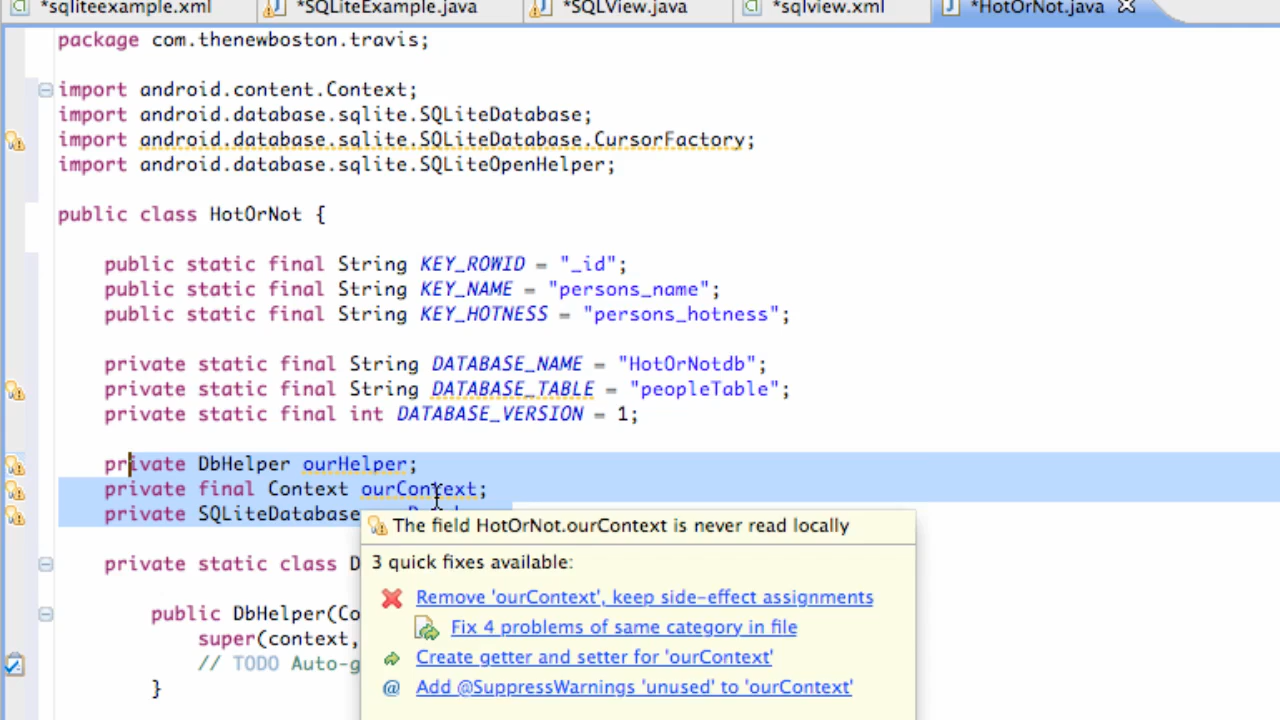 *sqliteexample.xml *SQLiteExample.java *SQLView.java *sqlview.xml *HotOrNot.java
package com.thenewboston.travis;
import android.content.Context;
import android.database.sqlite.SQLiteDatabase;
import android.database.sqlite.SQLiteDatabase.CursorFactory;
import android.database.sqlite.SQLiteOpenHelper;
public class HotOrNot {
public static final String KEY_ROWID = "_id";
public static final String KEY_NAME = "persons_name";
public static final String KEY_HOTNESS = "persons_hotness";
private static final String DATABASE_NAME = "HotOrNotdb";
private static final String DATABASE_TABLE = "peopleTable";
private static final int DATABASE_VERSION = 1;
private DbHelper ourHelper;
private final Context ourContext;
private SQLiteDatabase
The field HotOrNot.ourContext is never read locally
3 quick fixes available:
private static class D
Remove 'ourContext', keep side-effect assignments
public DbHelper(Co
Fix 4 problems of same category in file
super(context,
Create getter and setter for 'ourContext'
// TODO Auto-g
Add @SuppressWarnings 'unused' to 'ourContext'
}